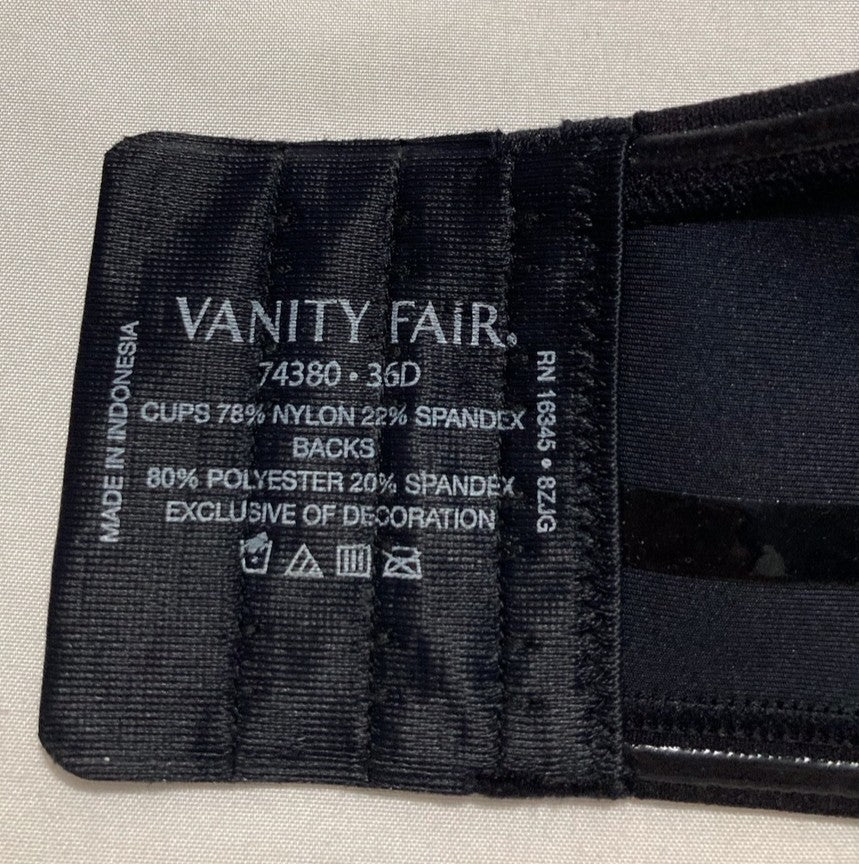 VANITY FAiR.
74380 • 36D
CUPS 78% NYLON 22% SPANDEX
BACKS
80% POLYESTER 20% SPANDEX
EXCLUSIVE OF DECORATION
MADE IN INDONESIA
RN 16345 • 8ZJG